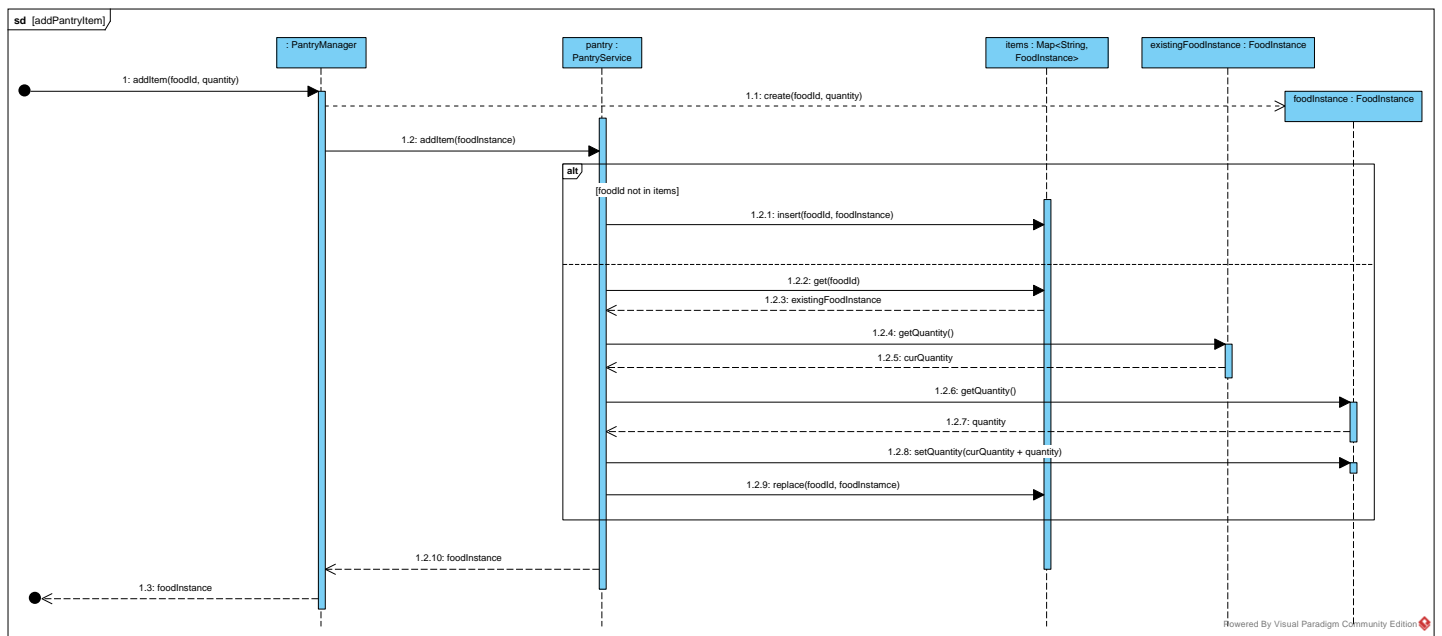 sd [addPantryItem]
: PantryManager
pantry :
PantryService
items : Map<String,
FoodInstance>
existingFoodInstance : FoodInstance
1: addItem(foodId, quantity)
1.1: create(foodId, quantity)
foodInstance : FoodInstance
1.2: addItem(foodInstance)
alt
[foodId not in items]
1.2.1: insert(foodId, foodInstance)
1.2.2: get(foodId)
1.2.3: existingFoodInstance
1.2.4: getQuantity()
1.2.5: curQuantity
1.2.6: getQuantity()
1.2.7: quantity
1.2.8: setQuantity(curQuantity + quantity)
1.2.9: replace(foodId, foodInstamce)
1.2.10: foodInstance
1.3: foodInstance
Powered By Visual Paradigm Community Edition